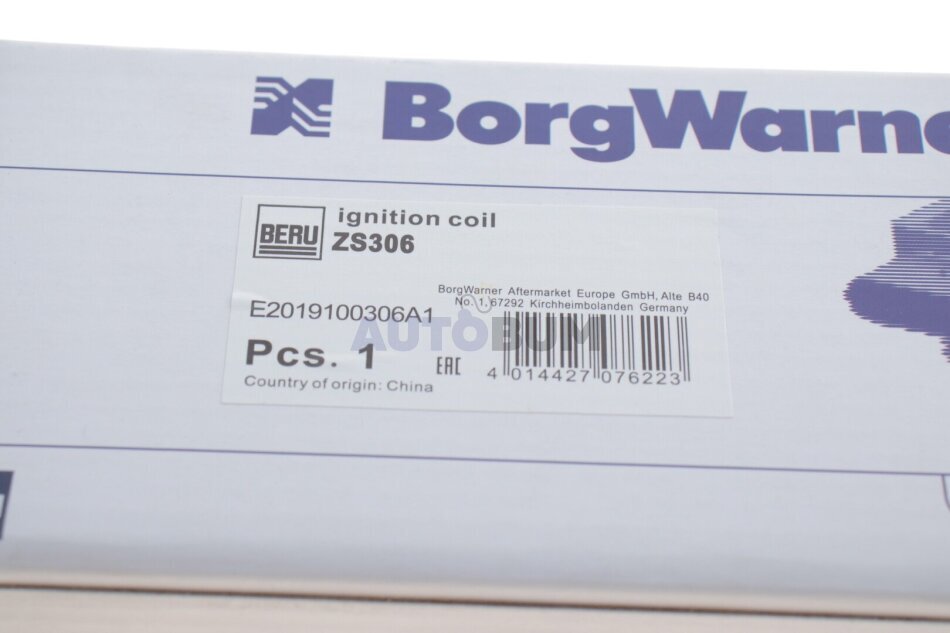 BorgWarne
BERU
ignition coil
ZS306
BorgWarner Aftermarket Europe GmbH, Alte B40
No. 1, 67292 Kirchheimbolanden Germany
E2019100306A1
AUTOBUM
Pcs. 1
EAC
4 014427 076223
Country of origin: China